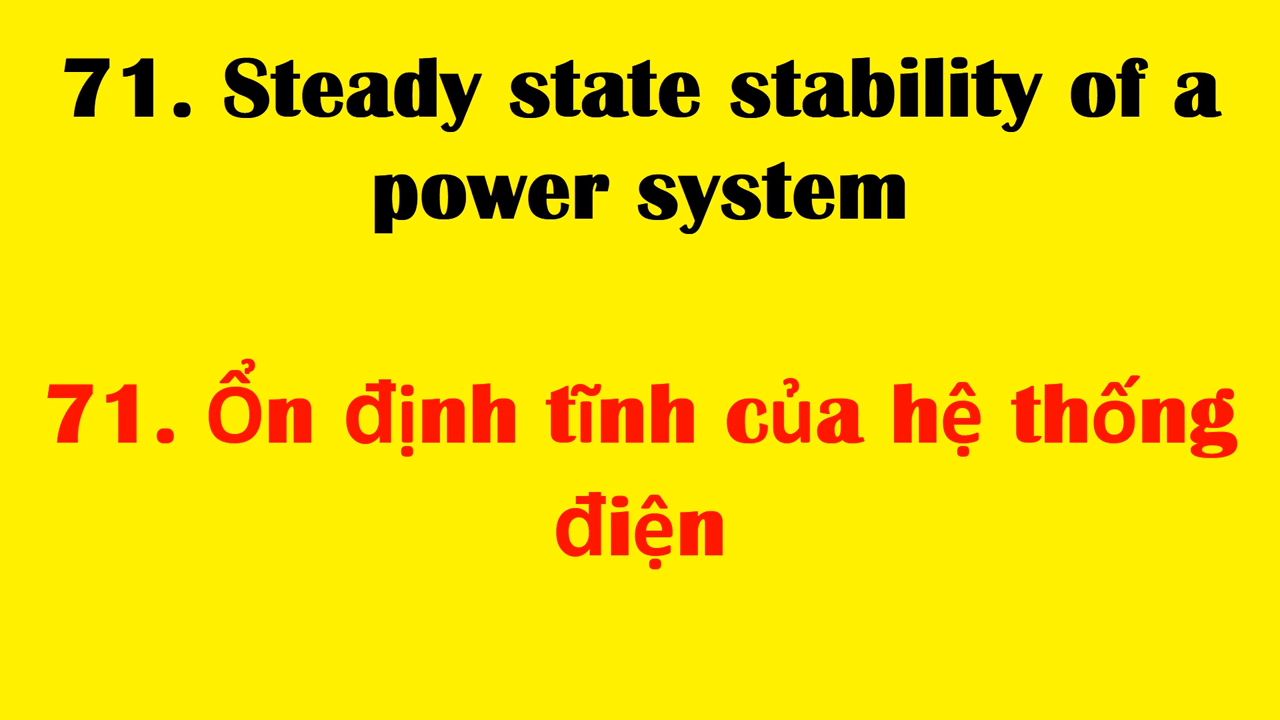 71. Steady state stability of a
power system
71. Ổn định tĩnh của hệ thống
điện